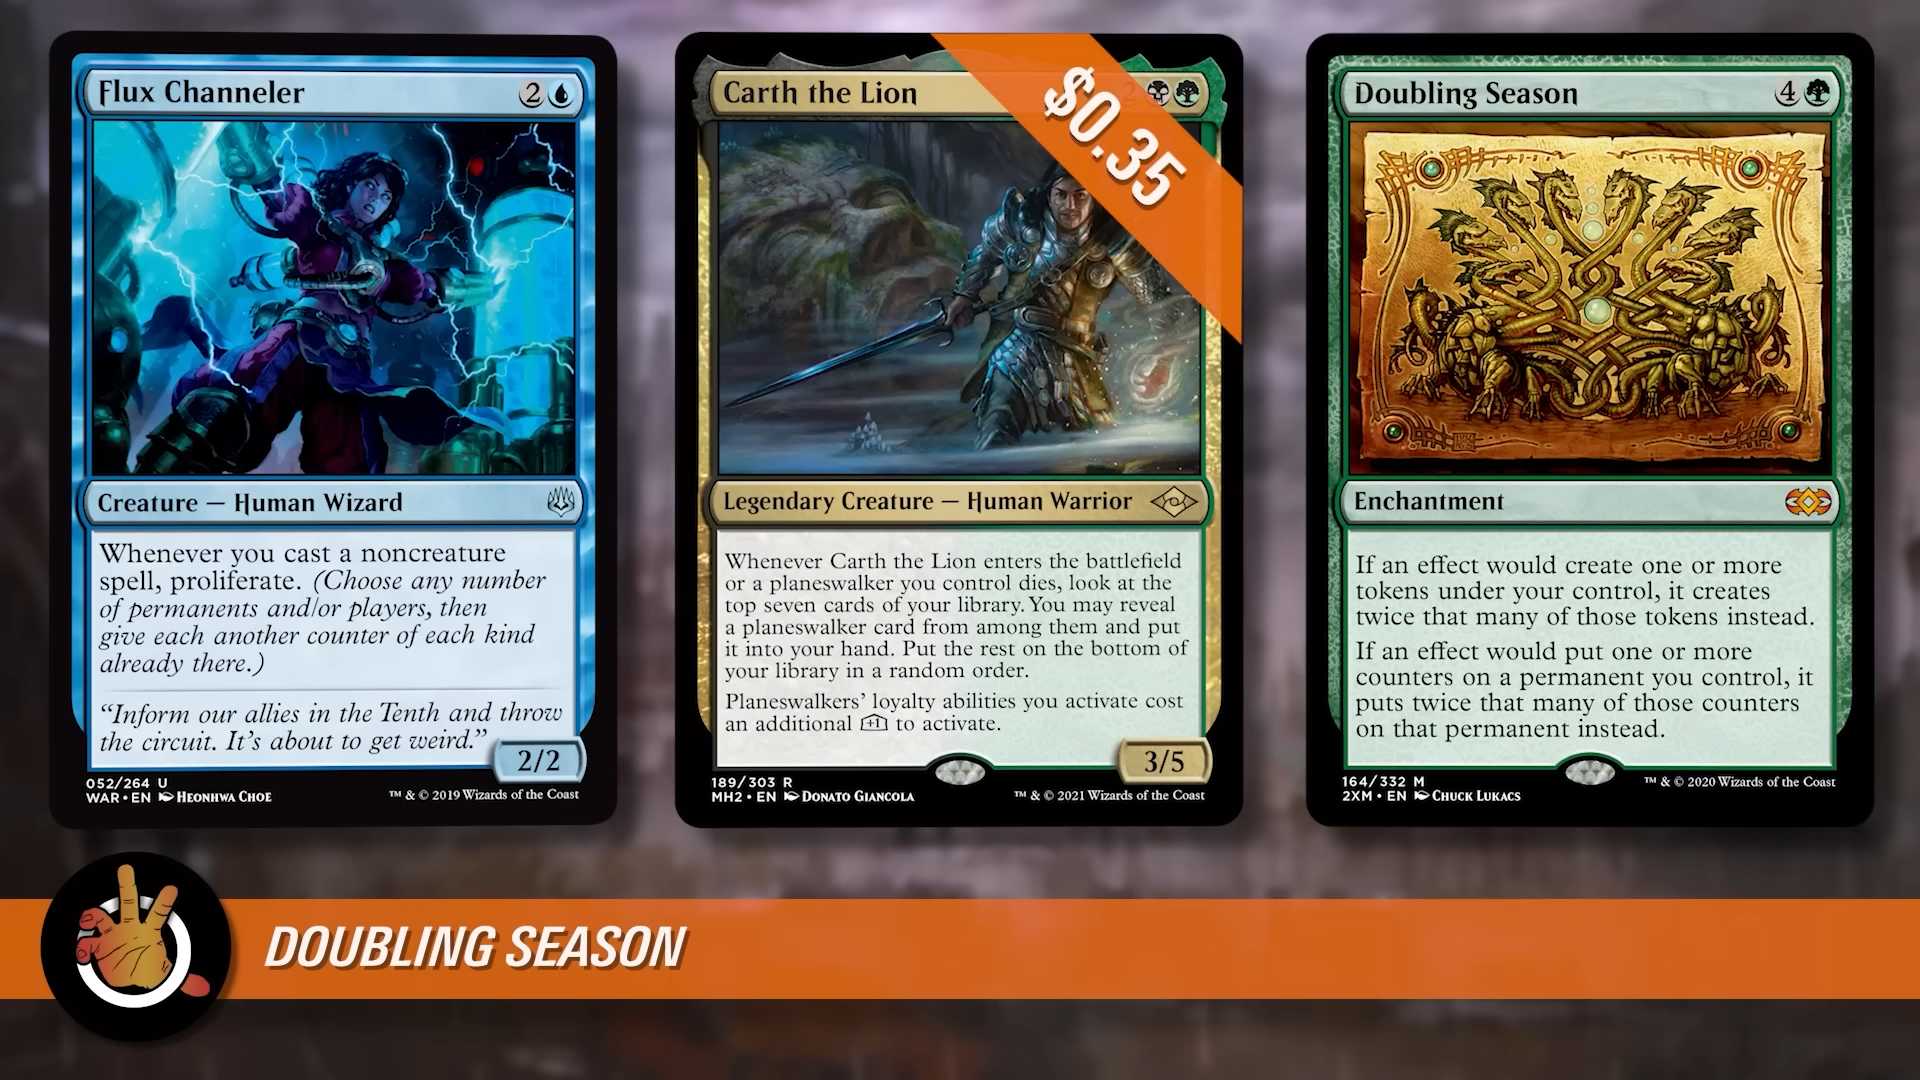 Flux Channeler 2
Creature — Human Wizard
Whenever you cast a noncreature
spell, proliferate. (Choose any number
of permanents and/or players, then
give each another counter of each kind
already there.)
“Inform our allies in the Tenth and throw
the circuit. It’s about to get weird.”
2/2
052/264 U
WAR • EN HEONHWA CHOE
™ & © 2019 Wizards of the Coast
Carth the Lion 2
$0.35
Legendary Creature — Human Warrior
Whenever Carth the Lion enters the battlefield
or a planeswalker you control dies, look at the
top seven cards of your library. You may reveal
a planeswalker card from among them and put
it into your hand. Put the rest on the bottom of
your library in a random order.
Planeswalkers’ loyalty abilities you activate cost
an additional +1 to activate.
3/5
189/303 R
MH2 • EN DONATO GIANCOLA
™ & © 2021 Wizards of the Coast
Doubling Season 4
Enchantment
If an effect would create one or more
tokens under your control, it creates
twice that many of those tokens instead.
If an effect would put one or more
counters on a permanent you control, it
puts twice that many of those counters
on that permanent instead.
164/332 M
2XM • EN CHUCK LUKACS
™ & © 2020 Wizards of the Coast
DOUBLING SEASON